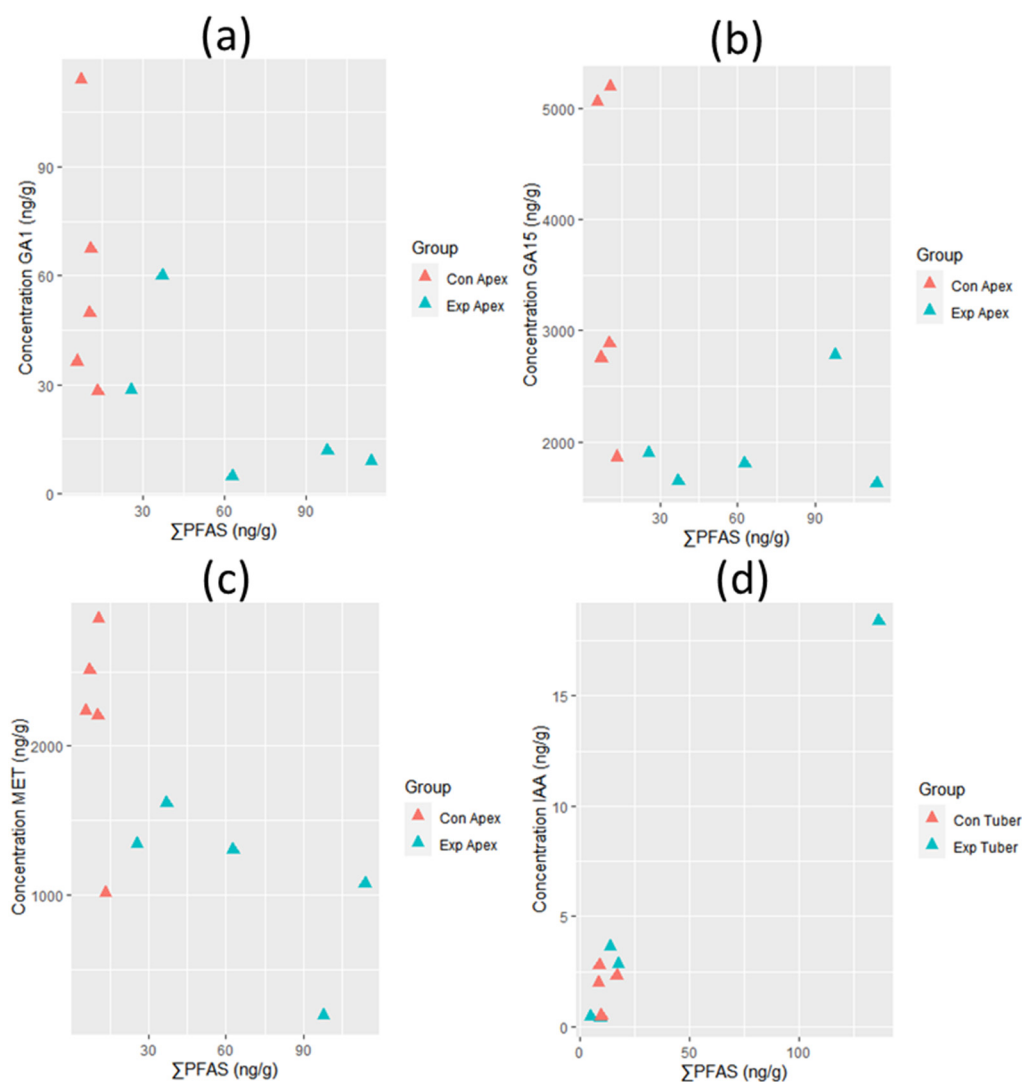 (a)
Concentration GA1 (ng/g)
90
60
30
0
30
60
90
∑PFAS (ng/g)
Group
Con Apex
Exp Apex
(b)
Concentration GA15 (ng/g)
5000
4000
3000
2000
30
60
90
∑PFAS (ng/g)
Group
Con Apex
Exp Apex
(c)
Concentration MET (ng/g)
2000
1000
30
60
90
∑PFAS (ng/g)
Group
Con Apex
Exp Apex
(d)
Concentration IAA (ng/g)
15
10
5
0
0
50
100
∑PFAS (ng/g)
Group
Con Tuber
Exp Tuber